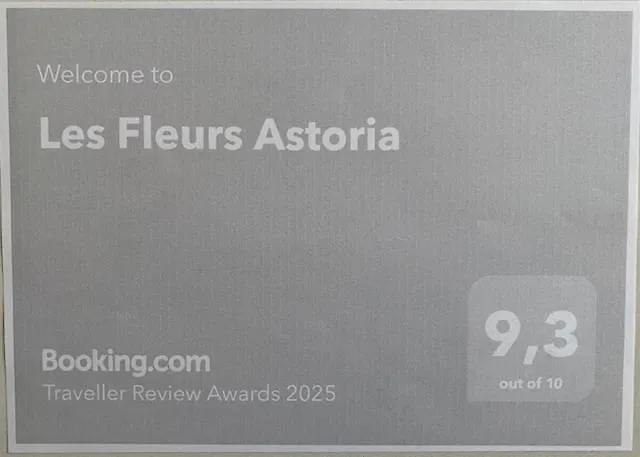 Welcome to
Les Fleurs Astoria
9,3
out of 10
Booking.com
Traveller Review Awards 2025